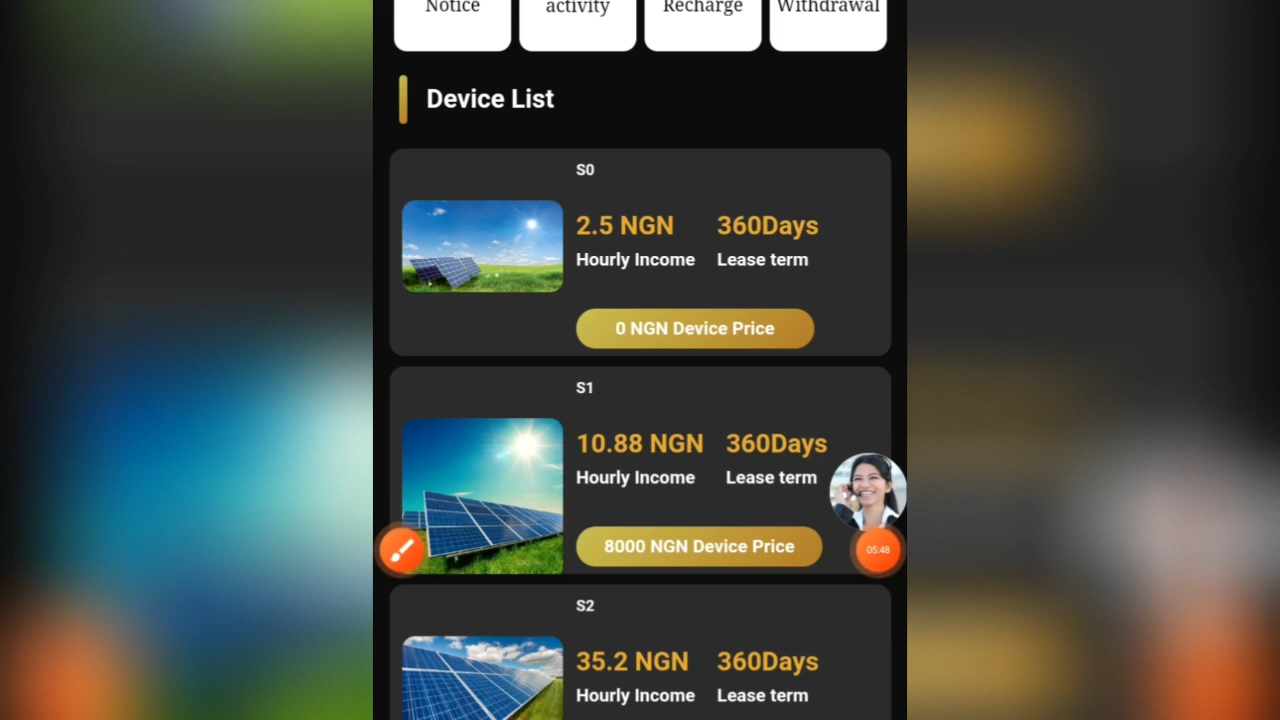 Notice activity Recharge Withdrawal
Device List
S0
2.5 NGN 360Days
Hourly Income Lease term
0 NGN Device Price
S1
10.88 NGN 360Days
Hourly Income Lease term
8000 NGN Device Price
05:48
S2
35.2 NGN 360Days
Hourly Income Lease term